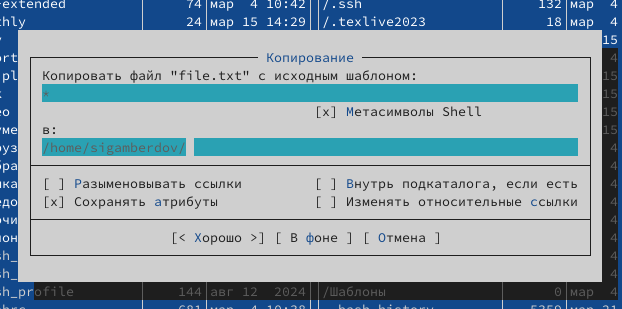 -extended 74 мар 4 10:42 /.ssh 132 мар 4
thly 24 мар 15 14:29 /.texlive2023 18 мар 4
15
Копирование
Копировать файл "file.txt" с исходным шаблоном:
*
[x] Метасимволы Shell
в:
/home/sigamberdov/
[ ] Разыменовывать ссылки [ ] Внутрь подкаталога, если есть
[x] Сохранять атрибуты [ ] Изменять относительные ссылки
[< Хорошо >] [ В фоне ] [ Отмена ]
sh_profile 144 авг 12 2024 /Шаблоны 0 мар 4